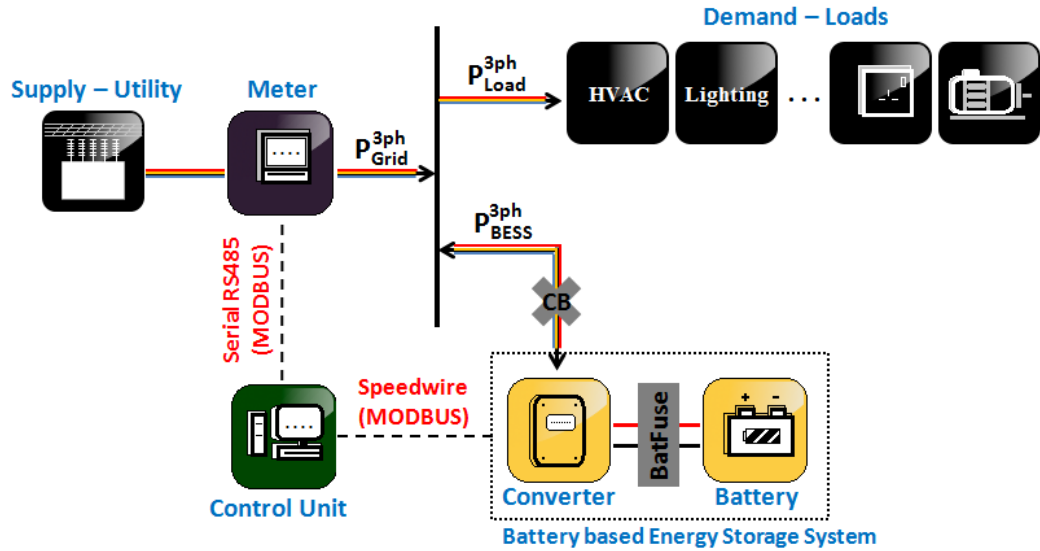 Demand – Loads
Supply – Utility
Meter
P3ph Load
HVAC
Lighting
...
P3ph Grid
P3ph BESS
Serial RS485
(MODBUS)
CB
Speedwire
(MODBUS)
BatFuse
+ -
Control Unit
Converter
Battery
Battery based Energy Storage System